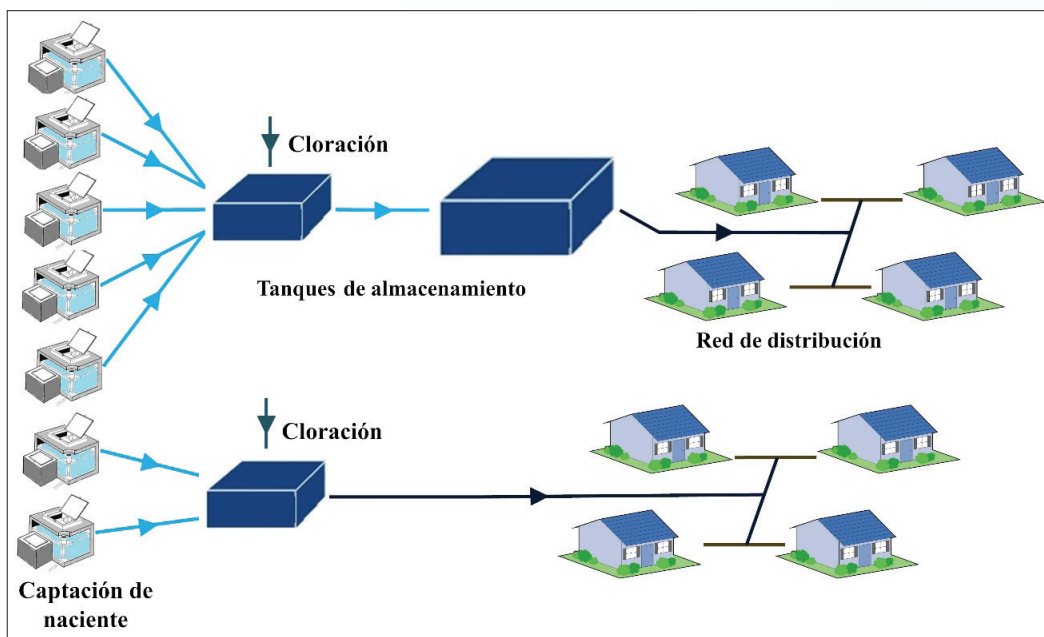 Cloración
Tanques de almacenamiento
Red de distribución
Cloración
Captación de
naciente